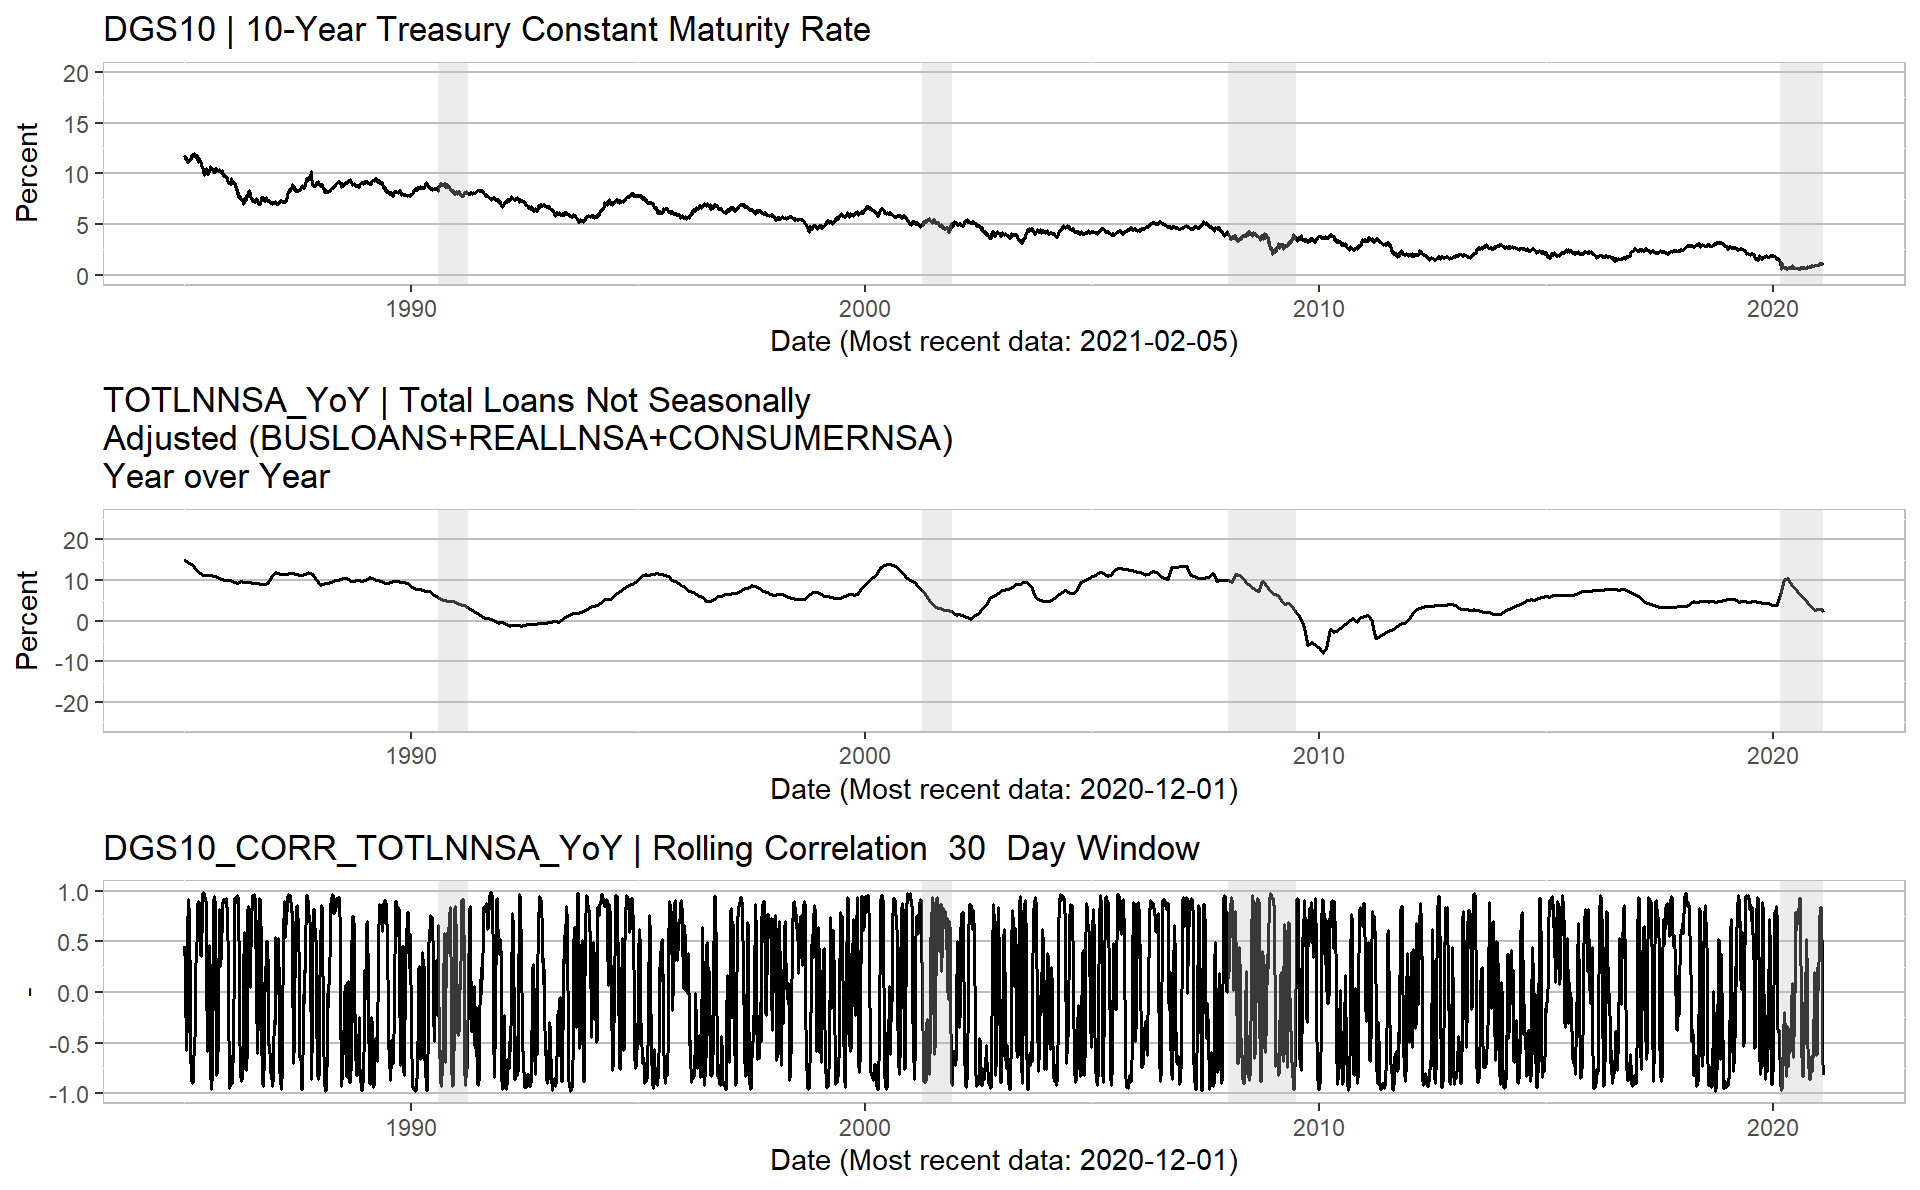 DGS10 | 10-Year Treasury Constant Maturity Rate
20
15
10
5
0
Percent
1990 2000 2010 2020
Date (Most recent data: 2021-02-05)
TOTLNNSA_YoY | Total Loans Not Seasonally
Adjusted (BUSLOANS+REALLNSA+CONSUMERNSA)
Year over Year
20
10
0
-10
-20
Percent
1990 2000 2010 2020
Date (Most recent data: 2020-12-01)
DGS10_CORR_TOTLNNSA_YoY | Rolling Correlation  30  Day Window
1.0
0.5
0.0
-0.5
-1.0
-
1990 2000 2010 2020
Date (Most recent data: 2020-12-01)